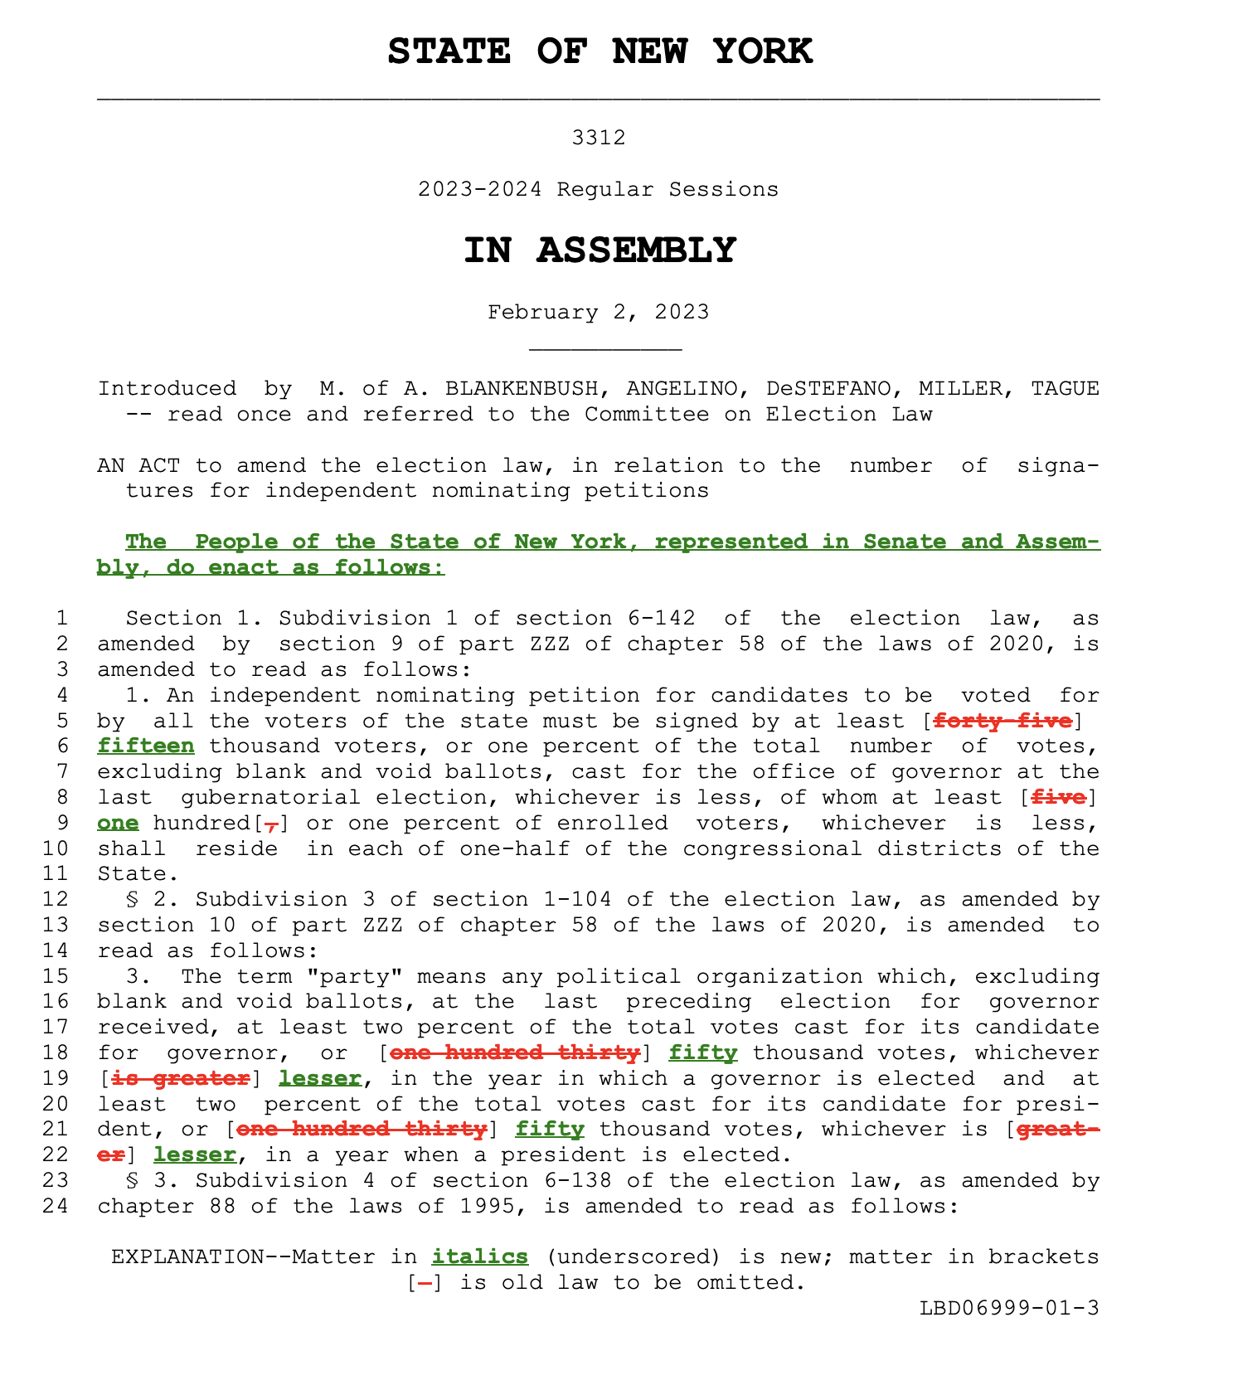 STATE OF NEW YORK
3312
2023-2024 Regular Sessions
IN ASSEMBLY
February 2, 2023
Introduced by M. of A. BLANKENBUSH, ANGELINO, DeSTEFANO, MILLER, TAGUE
-- read once and referred to the Committee on Election Law
AN ACT to amend the election law, in relation to the number of signa-
tures for independent nominating petitions
The People of the State of New York, represented in Senate and Assem-
bly, do enact as follows:
1 Section 1. Subdivision 1 of section 6-142 of the election law, as
2 amended by section 9 of part ZZZ of chapter 58 of the laws of 2020, is
3 amended to read as follows:
4 1. An independent nominating petition for candidates to be voted for
5 by all the voters of the state must be signed by at least [forty-five]
6 fifteen thousand voters, or one percent of the total number of votes,
7 excluding blank and void ballots, cast for the office of governor at the
8 last gubernatorial election, whichever is less, of whom at least [five]
9 one hundred[,] or one percent of enrolled voters, whichever is less,
10 shall reside in each of one-half of the congressional districts of the
11 State.
12 § 2. Subdivision 3 of section 1-104 of the election law, as amended by
13 section 10 of part ZZZ of chapter 58 of the laws of 2020, is amended to
14 read as follows:
15 3. The term "party" means any political organization which, excluding
16 blank and void ballots, at the last preceding election for governor
17 received, at least two percent of the total votes cast for its candidate
18 for governor, or [one hundred thirty] fifty thousand votes, whichever
19 [is greater] lesser, in the year in which a governor is elected and at
20 least two percent of the total votes cast for its candidate for presi-
21 dent, or [one hundred thirty] fifty thousand votes, whichever is [great-
22 er] lesser, in a year when a president is elected.
23 § 3. Subdivision 4 of section 6-138 of the election law, as amended by
24 chapter 88 of the laws of 1995, is amended to read as follows:
EXPLANATION--Matter in italics (underscored) is new; matter in brackets
[-] is old law to be omitted.
LBD06999-01-3